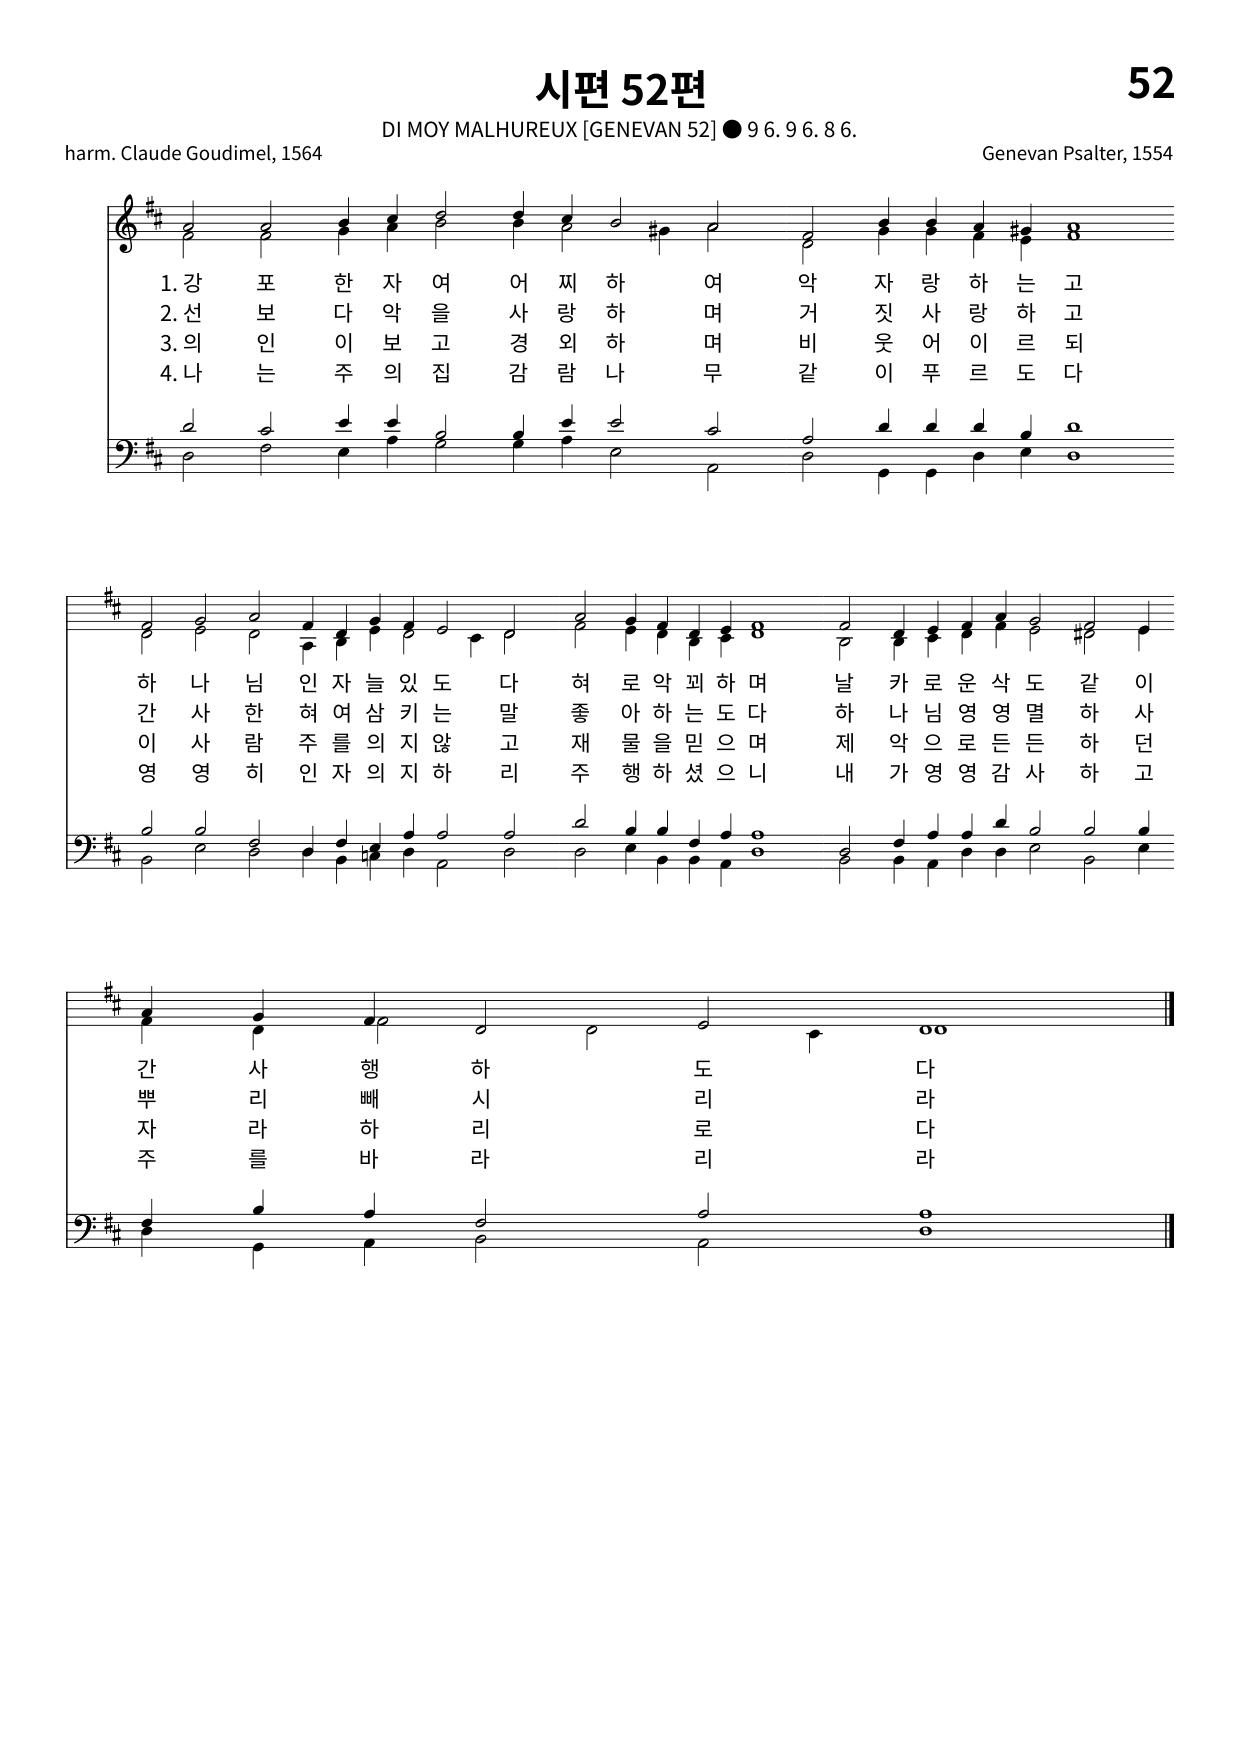 시편 52편
52
DI MOY MALHUREUX [GENEVAN 52] ● 9 6. 9 6. 8 6.
harm. Claude Goudimel, 1564
Genevan Psalter, 1554
1. 강 포 한 자 여 어 찌 하 여 악 자 랑 하 는 고
2. 선 보 다 악 을 사 랑 하 며 거 짓 사 랑 하 고
3. 의 인 이 보 고 경 외 하 며 비 웃 어 이 르 되
4. 나 는 주 의 집 감 람 나 무 같 이 푸 르 도 다
하 나 님 인 자 늘 있 도 다 혀 로 악 꾀 하 며 날 카 로 운 삭 도 같 이
간 사 한 혀 여 삼 키 는 말 좋 아 하 는 도 다 하 나 님 영 영 멸 하 사
이 사 람 주 를 의 지 않 고 재 물 을 믿 으 며 제 악 으 로 든 든 하 던
영 영 히 인 자 의 지 하 리 주 행 하 셨 으 니 내 가 영 영 감 사 하 고
간 사 행 하 도 다
뿌 리 빼 시 리 라
자 라 하 리 로 다
주 를 바 라 리 라